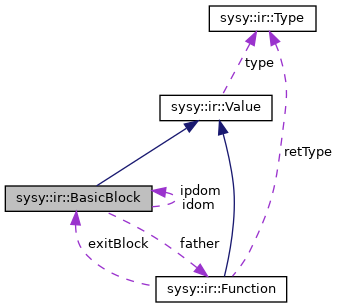 sysy::ir::Type
type
sysy::ir::Value
retType
sysy::ir::BasicBlock
ipdom
idom
exitBlock
father
sysy::ir::Function